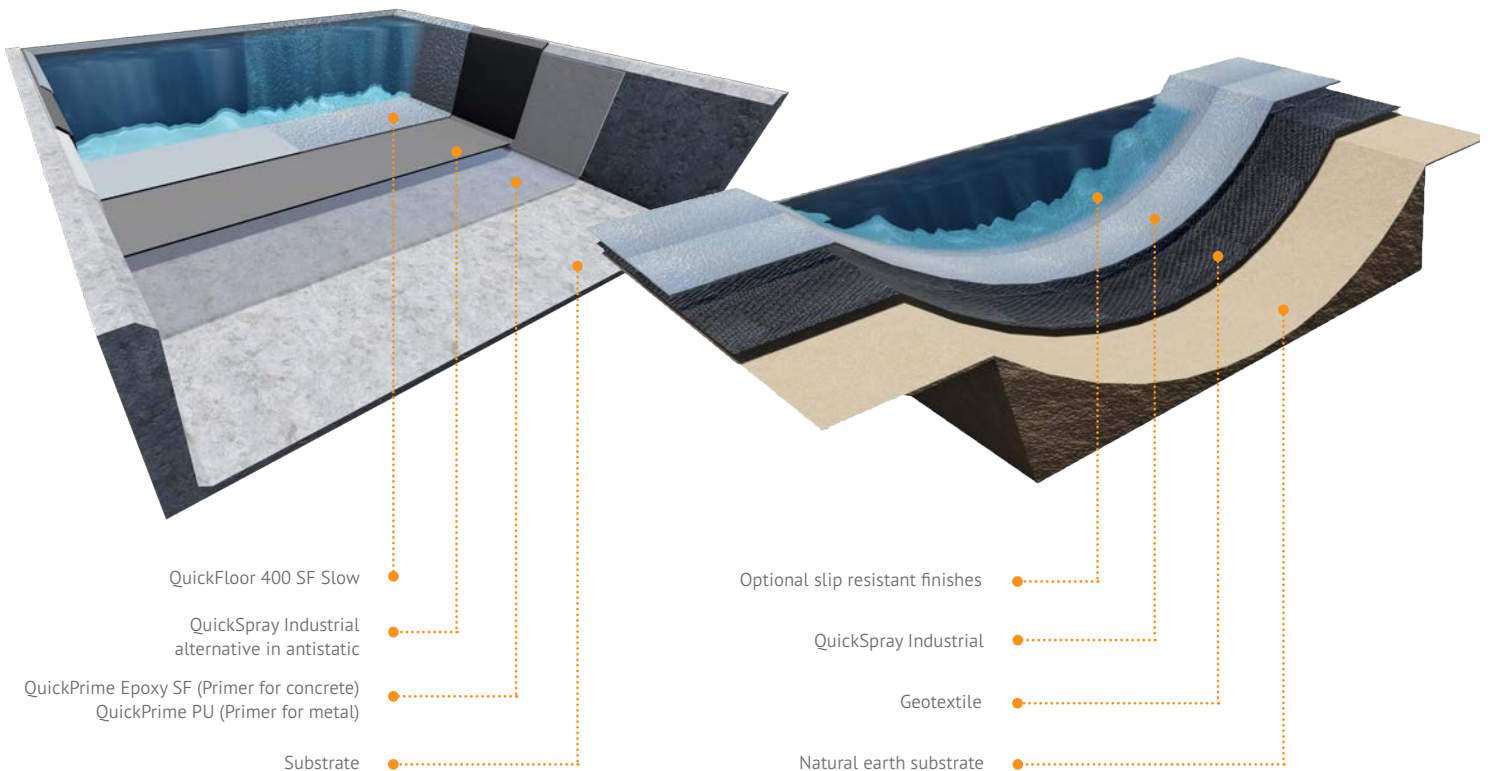 QuickFloor 400 SF Slow
QuickSpray Industrial
alternative in antistatic
QuickPrime Epoxy SF (Primer for concrete)
QuickPrime PU (Primer for metal)
Substrate
Optional slip resistant finishes
QuickSpray Industrial
Geotextile
Natural earth substrate